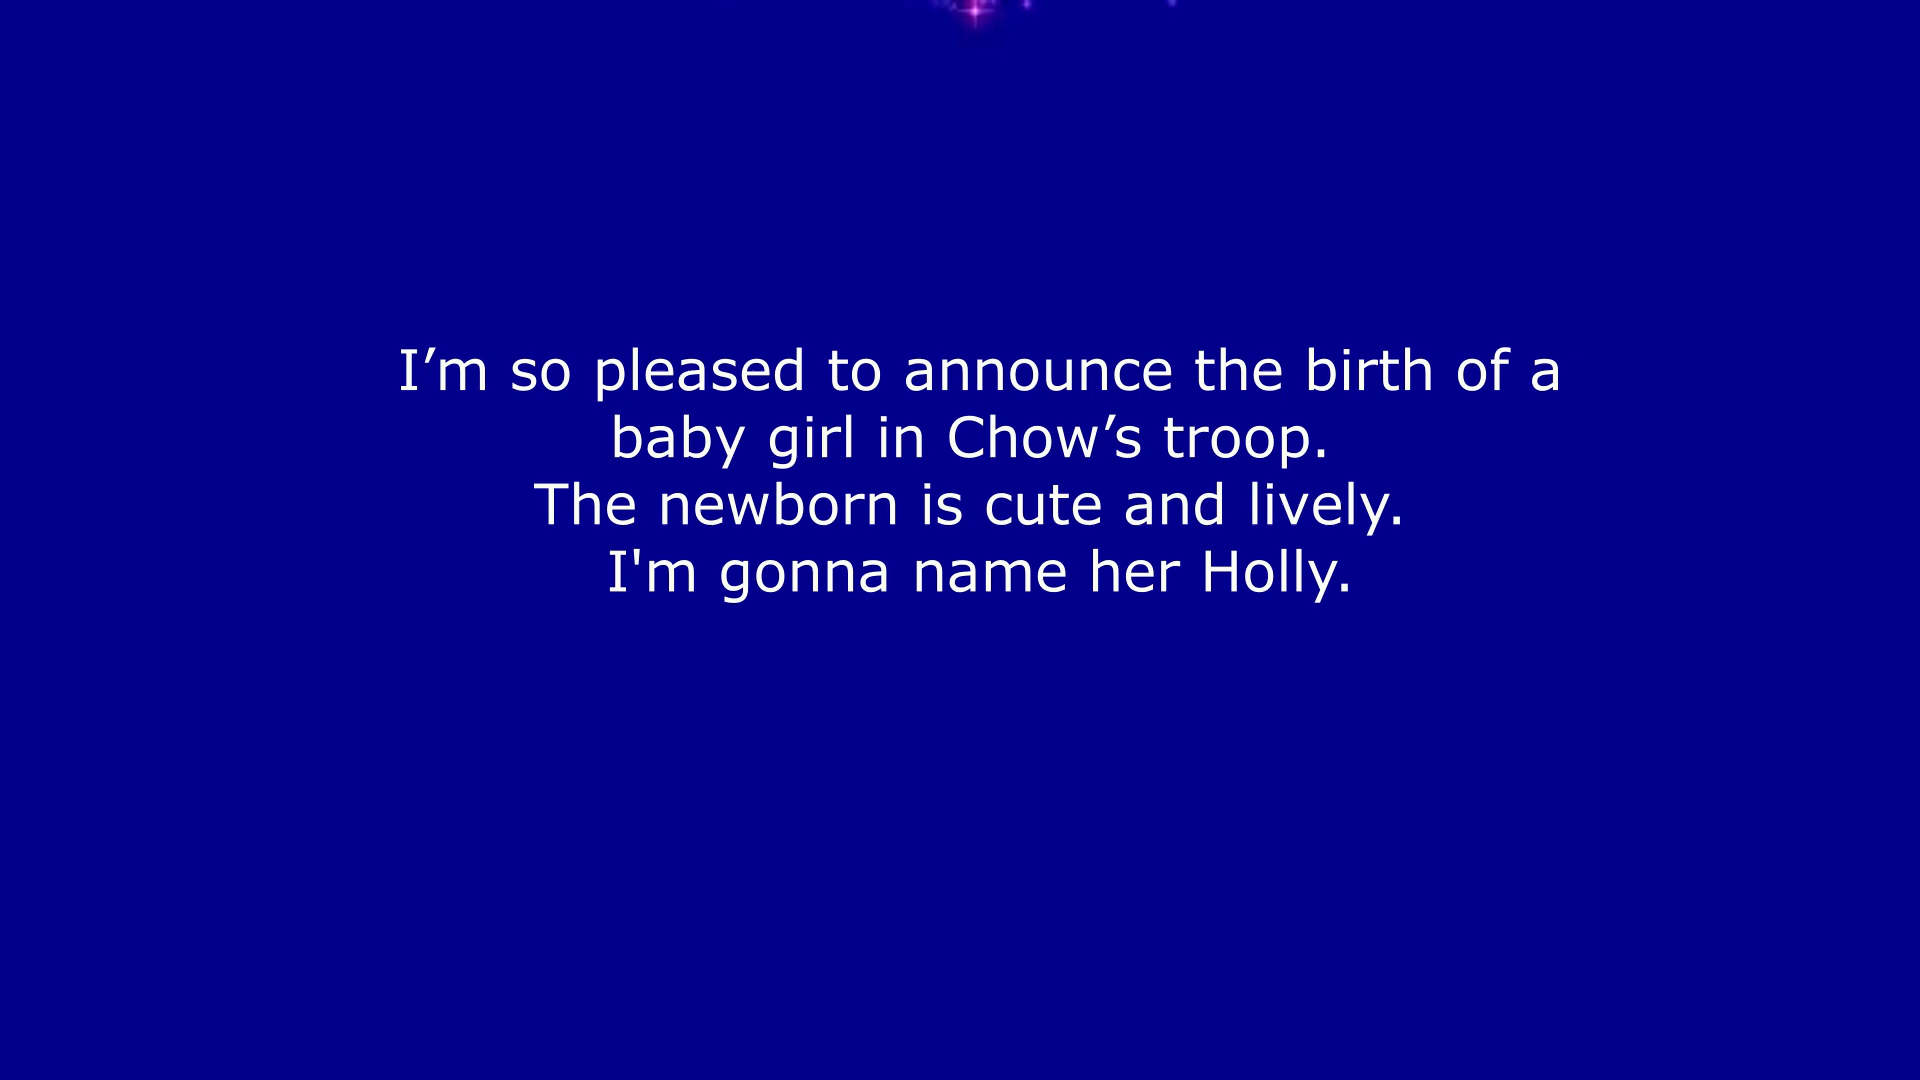 I’m so pleased to announce the birth of a
baby girl in Chow’s troop.
The newborn is cute and lively.
I'm gonna name her Holly.